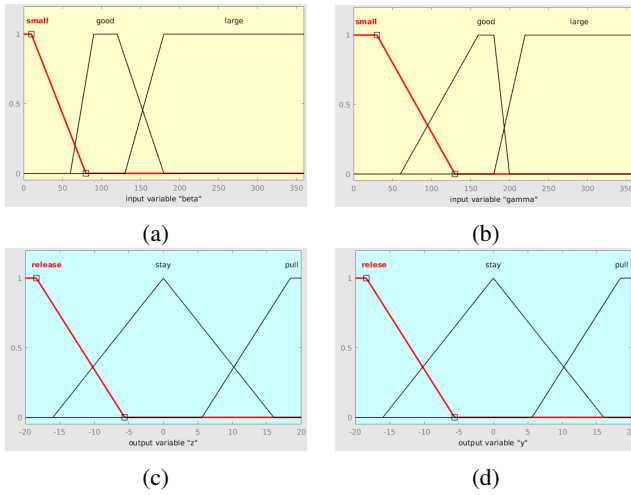 small good large
1
0.5
0
0 50 100 150 200 250 300 350
input variable "beta"
(a)
small good large
1
0.5
0
0 50 100 150 200 250 300 350
input variable "gamma"
(b)
release stay pull
1
0.5
0
-20 -15 -10 -5 0 5 10 15 20
output variable "z"
(c)
relese stay pull
1
0.5
0
-20 -15 -10 -5 0 5 10 15 20
output variable "y"
(d)